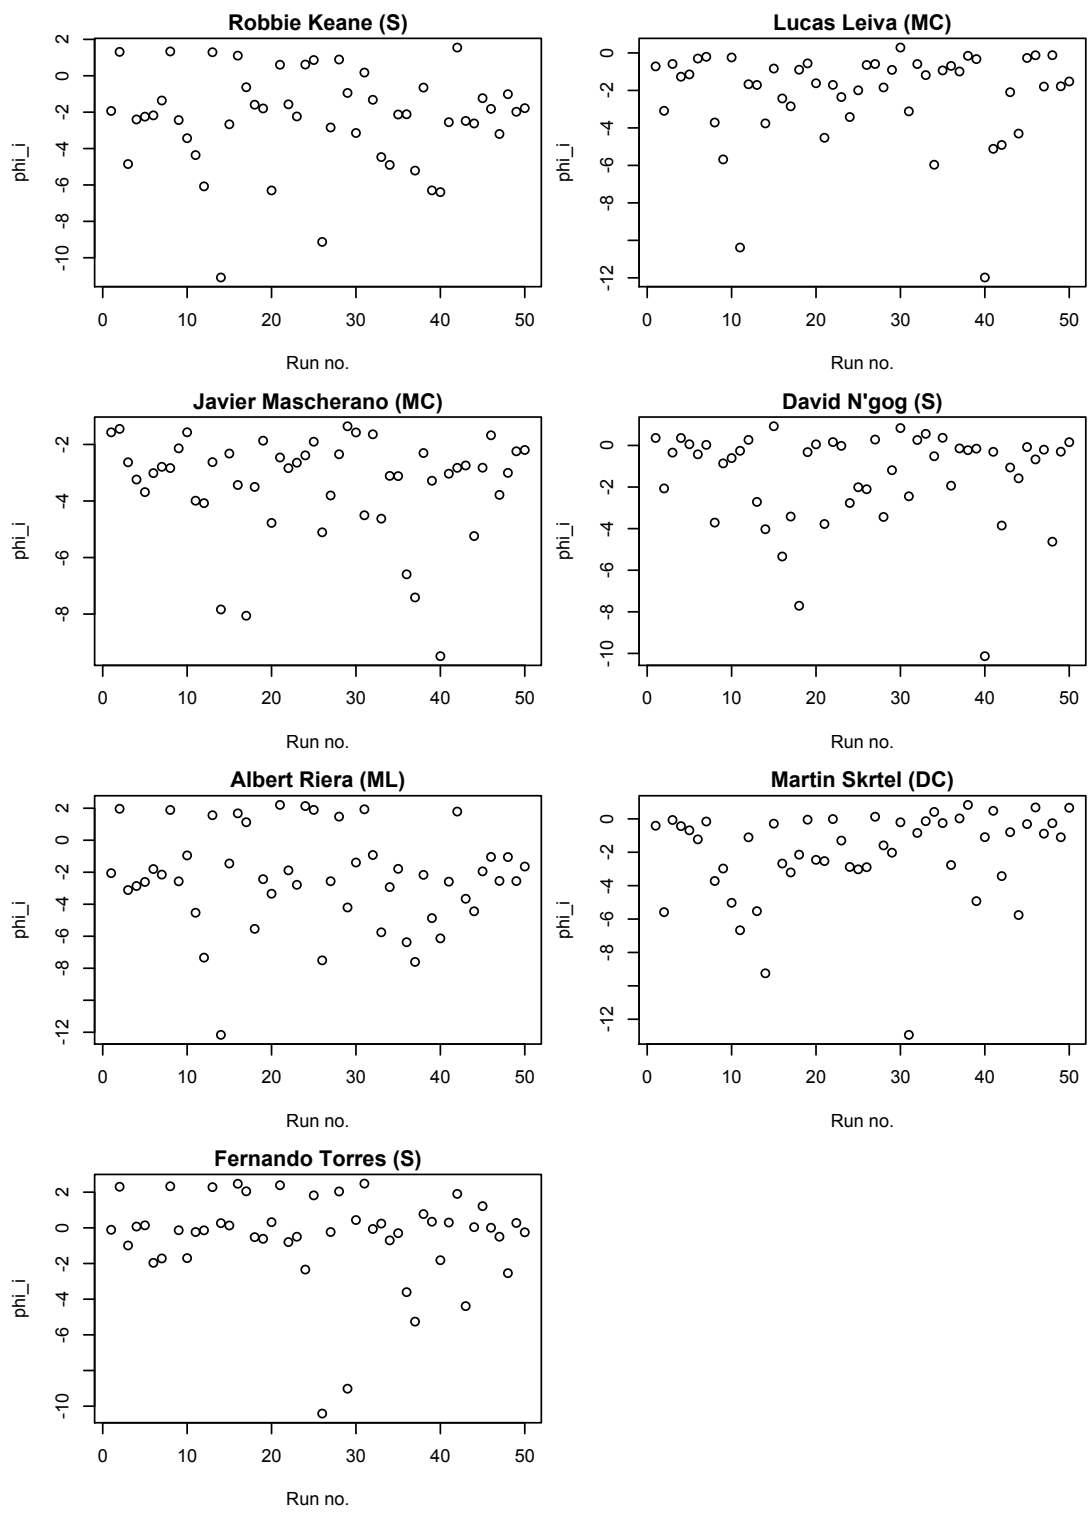 Robbie Keane (S)
phi_i
2
0
-2
-4
-6
-8
-10
0 10 20 30 40 50
Run no.
Lucas Leiva (MC)
phi_i
0
-2
-4
-6
-8
-12
0 10 20 30 40 50
Run no.
Javier Mascherano (MC)
phi_i
-2
-4
-6
-8
0 10 20 30 40 50
Run no.
David N'gog (S)
phi_i
0
-2
-4
-6
-8
-10
0 10 20 30 40 50
Run no.
Albert Riera (ML)
phi_i
2
0
-2
-4
-6
-8
-12
0 10 20 30 40 50
Run no.
Martin Skrtel (DC)
phi_i
0
-2
-4
-6
-8
-12
0 10 20 30 40 50
Run no.
Fernando Torres (S)
phi_i
2
0
-2
-4
-6
-10
0 10 20 30 40 50
Run no.